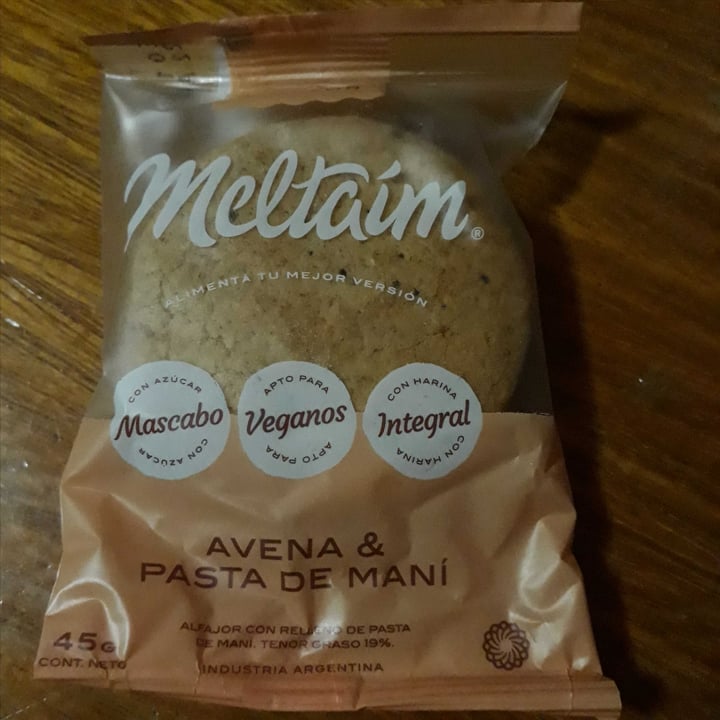 Meltaím®
ALIMENTA TU MEJOR VERSIÓN
CON AZÚCAR
Mascabo
CON AZÚCAR
APTO PARA
Veganos
APTO PARA
CON HARINA
Integral
CON HARINA
AVENA &
PASTA DE MANÍ
ALFAJOR CON RELLENO DE PASTA
DE MANÍ. TENOR GRASO 19%.
45G
CONT. NETO
INDUSTRIA ARGENTINA